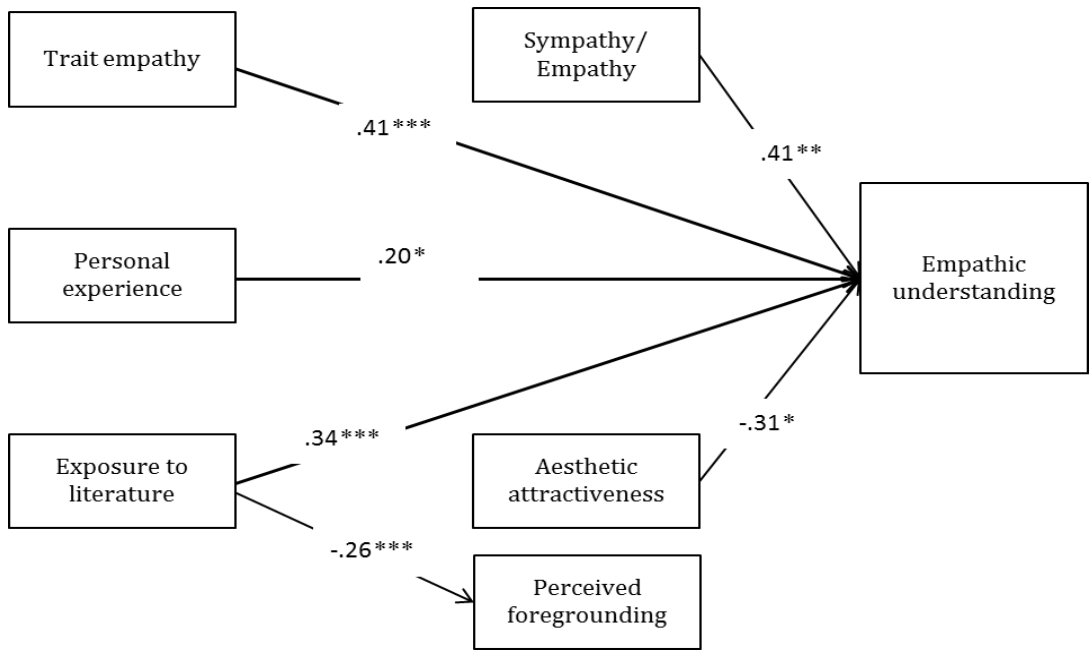 Trait empathy
Sympathy/
Empathy
.41***
.41**
Personal
experience
.20*
Empathic
understanding
.34***
-.31*
Exposure to
literature
Aesthetic
attractiveness
-.26***
Perceived
foregrounding